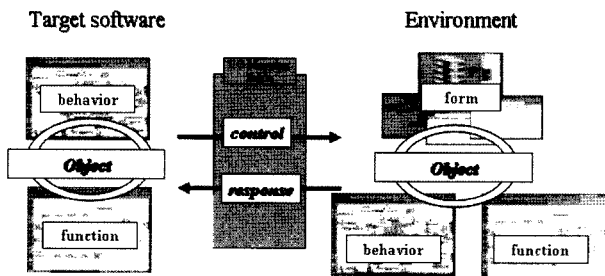 Target software
Environment
behavior
Object
function
control
response
form
Object
behavior
function